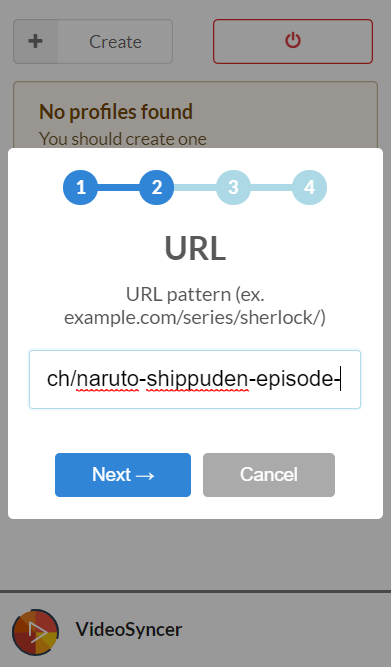 + Create
No profiles found
You should create one
1 2 3 4
URL
URL pattern (ex.
example.com/series/sherlock/)
ch/naruto-shippuden-episode-
Next → Cancel
VideoSyncer